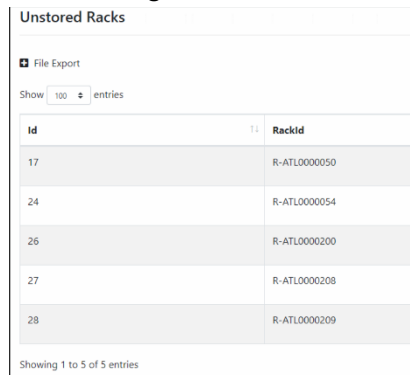 Unstored Racks
File Export
Show 100 entries
Id RackId
17 R-ATL0000050
24 R-ATL0000054
26 R-ATL0000200
27 R-ATL0000208
28 R-ATL0000209
Showing 1 to 5 of 5 entries